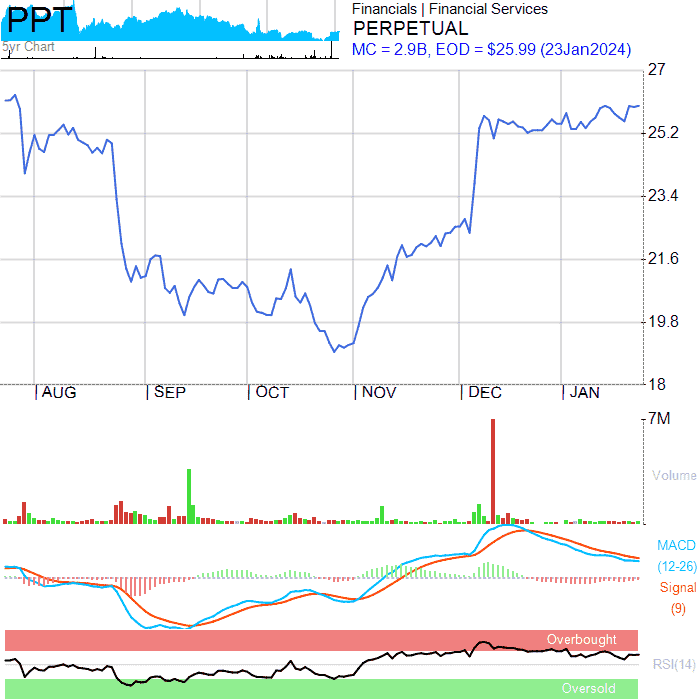 PPT
5yr Chart
Financials | Financial Services
PERPETUAL
MC = 2.9B, EOD = $25.99 (23Jan2024)
27
25.2
23.4
21.6
19.8
18
AUG
SEP
OCT
NOV
DEC
JAN
7M
Volume
MACD
(12-26)
Signal
(9)
Overbought
RSI(14)
Oversold